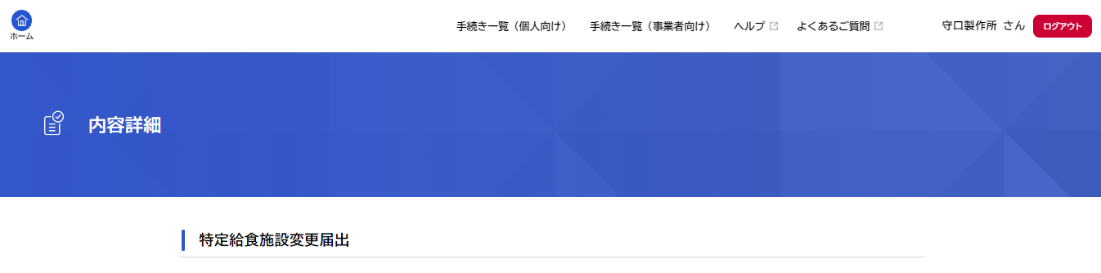 ホーム
手続き一覧（個人向け） 手続き一覧（事業者向け） ヘルプ よくあるご質問 守口製作所 さん ログアウト
内容詳細
特定給食施設変更届出